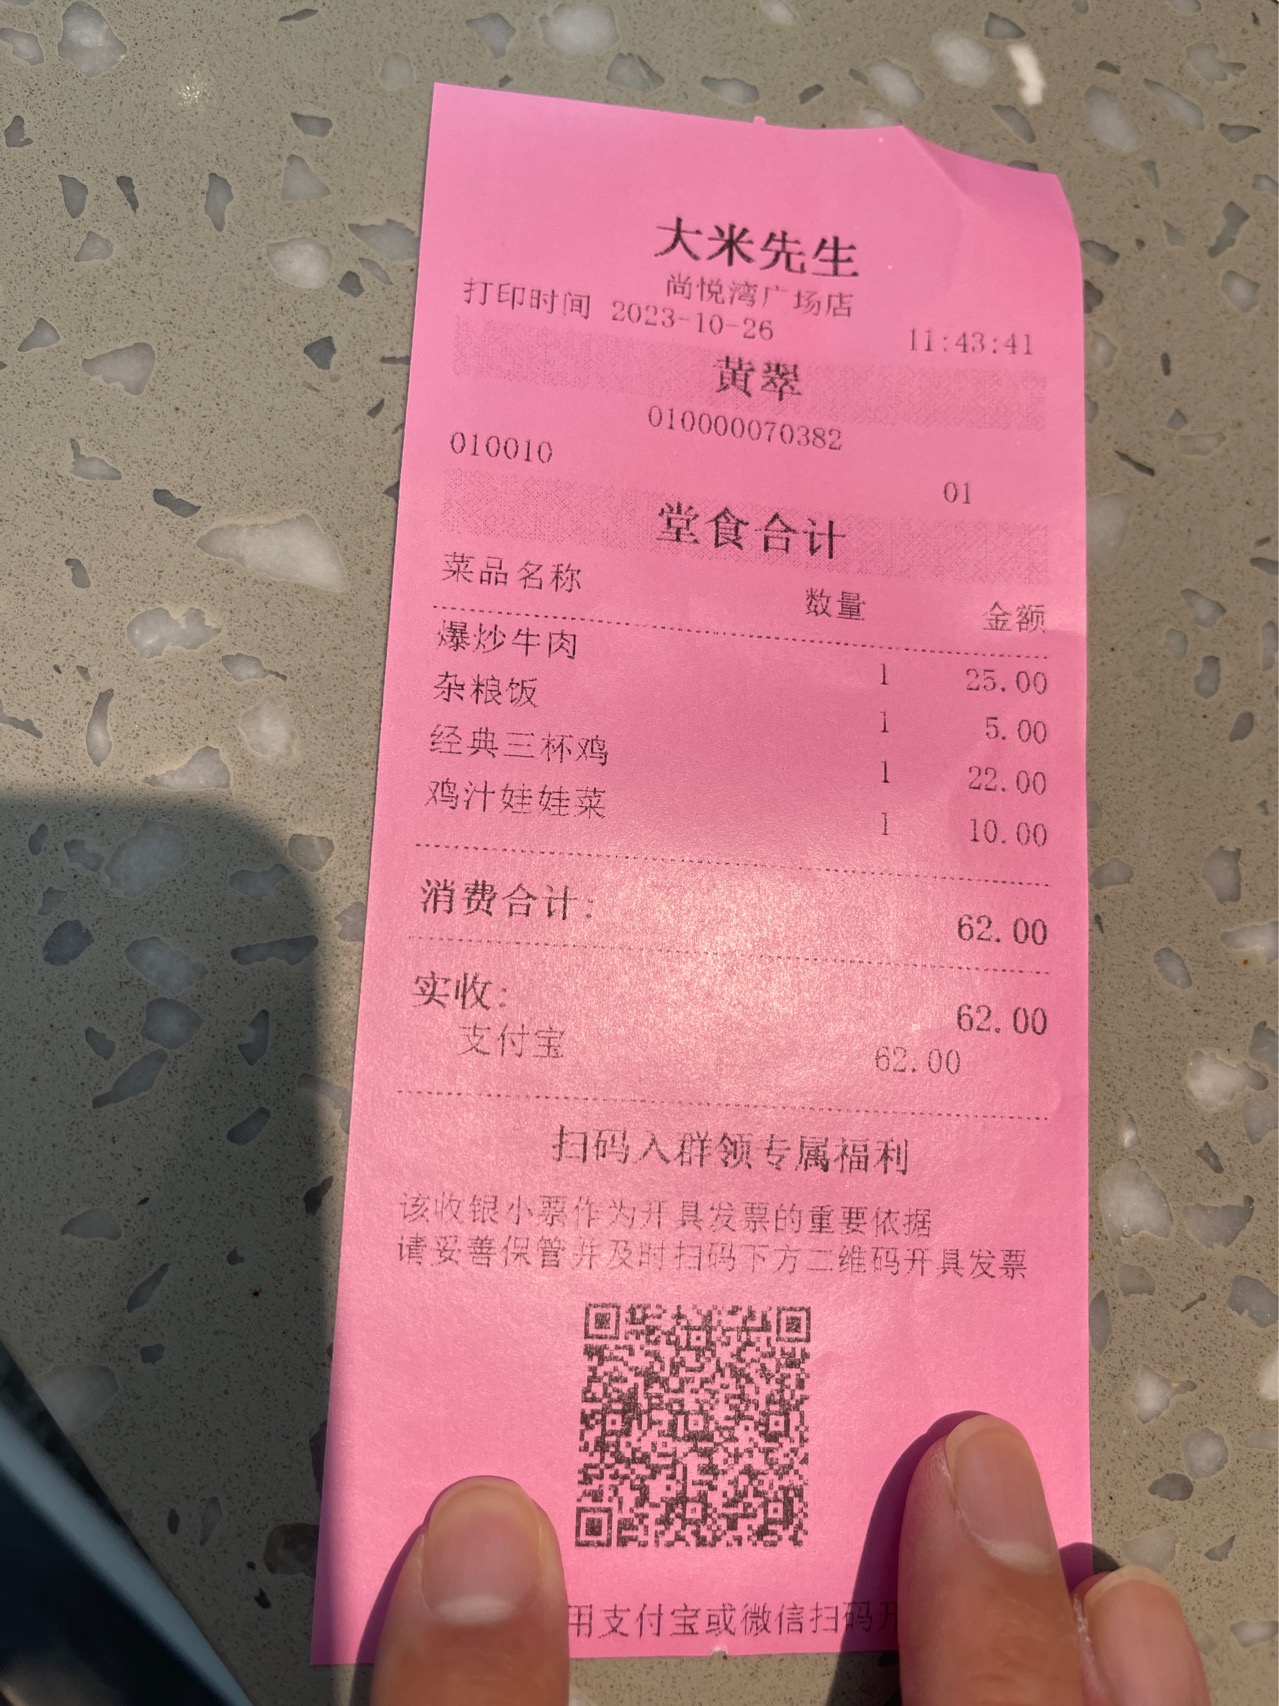 大米先生
尚悦湾广场店
打印时间 2023-10-26 11:43:41
黄翠
010000070382
010010 01
堂食合计
菜品名称 数量 金额
爆炒牛肉 1 25.00
杂粮饭 1 5.00
经典三杯鸡 1 22.00
鸡汁娃娃菜 1 10.00
消费合计: 62.00
实收: 62.00
支付宝 62.00
扫码入群领专属福利
该收银小票作为开具发票的重要依据
请妥善保管并及时扫码下方二维码开具发票
用支付宝或微信扫码开